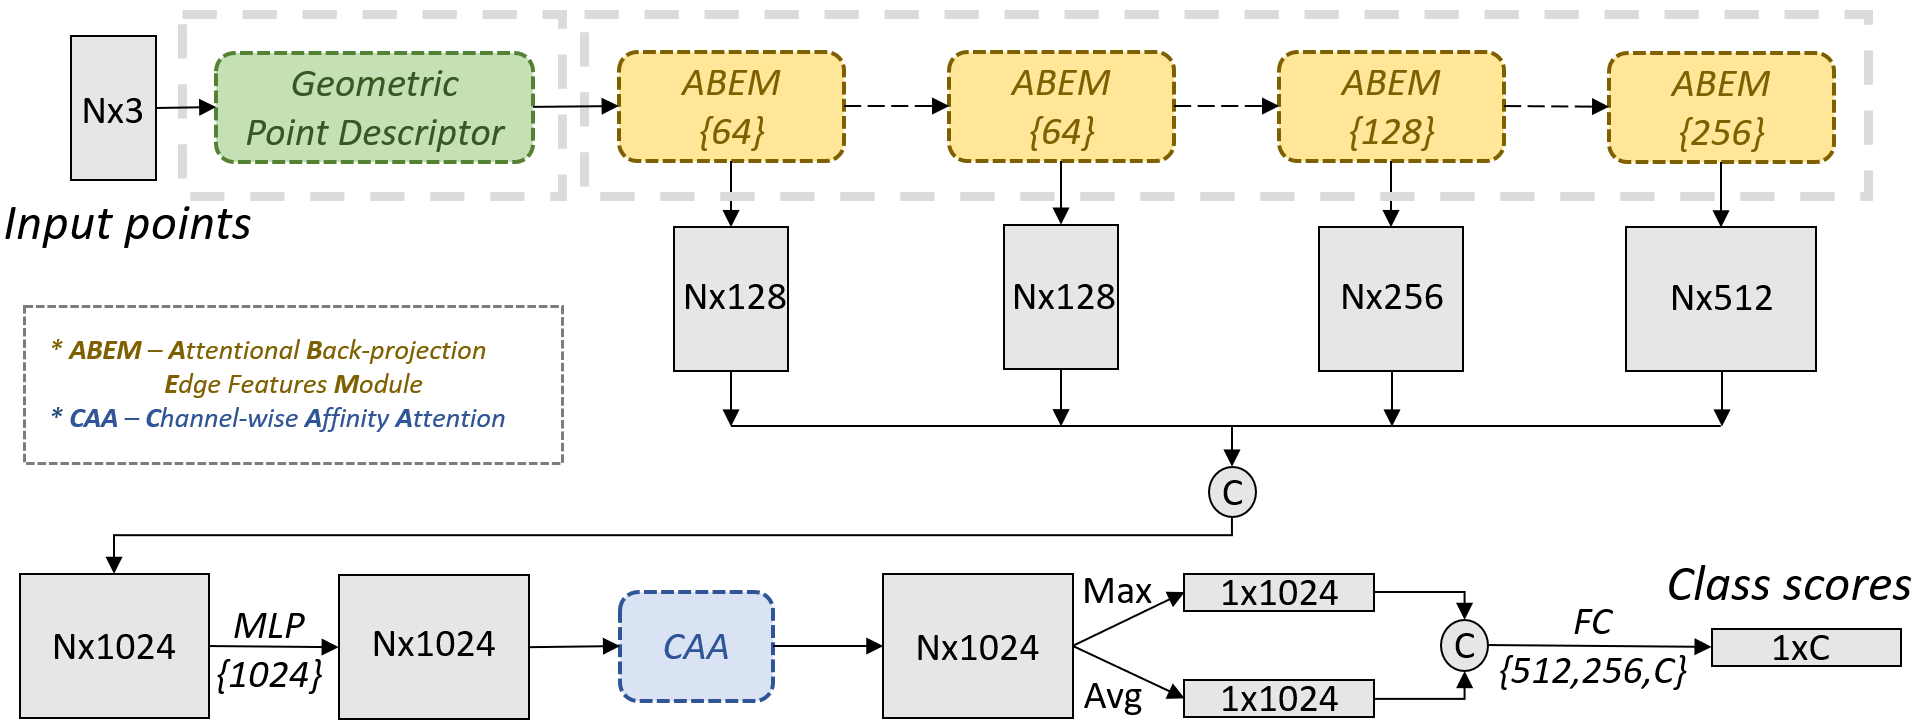 Nx3
Input points
Geometric
Point Descriptor
ABEM
{64}
ABEM
{64}
ABEM
{128}
ABEM
{256}
Nx128
Nx128
Nx256
Nx512
* ABEM – Attentional Back-projection
Edge Features Module
* CAA – Channel-wise Affinity Attention
C
Nx1024
MLP
{1024}
Nx1024
CAA
Nx1024
Max
Avg
1x1024
1x1024
C
FC
{512,256,C}
Class scores
1xC